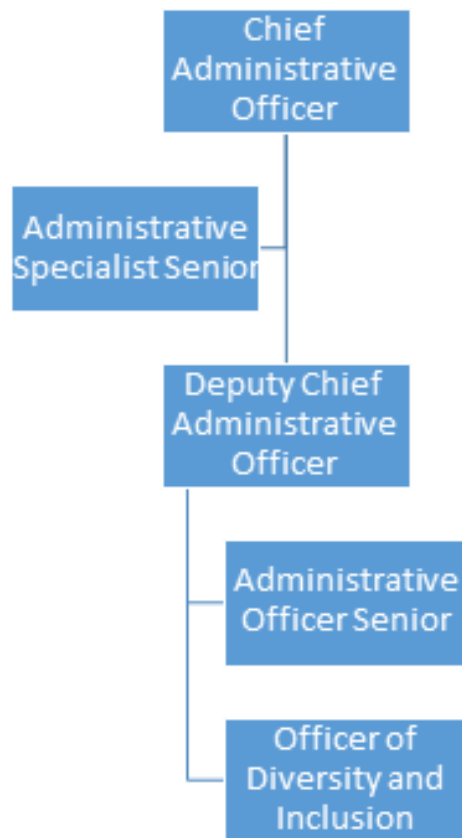 Chief
Administrative
Officer
Administrative
Specialist Senior
Deputy Chief
Administrative
Officer
Administrative
Officer Senior
Officer of
Diversity and
Inclusion